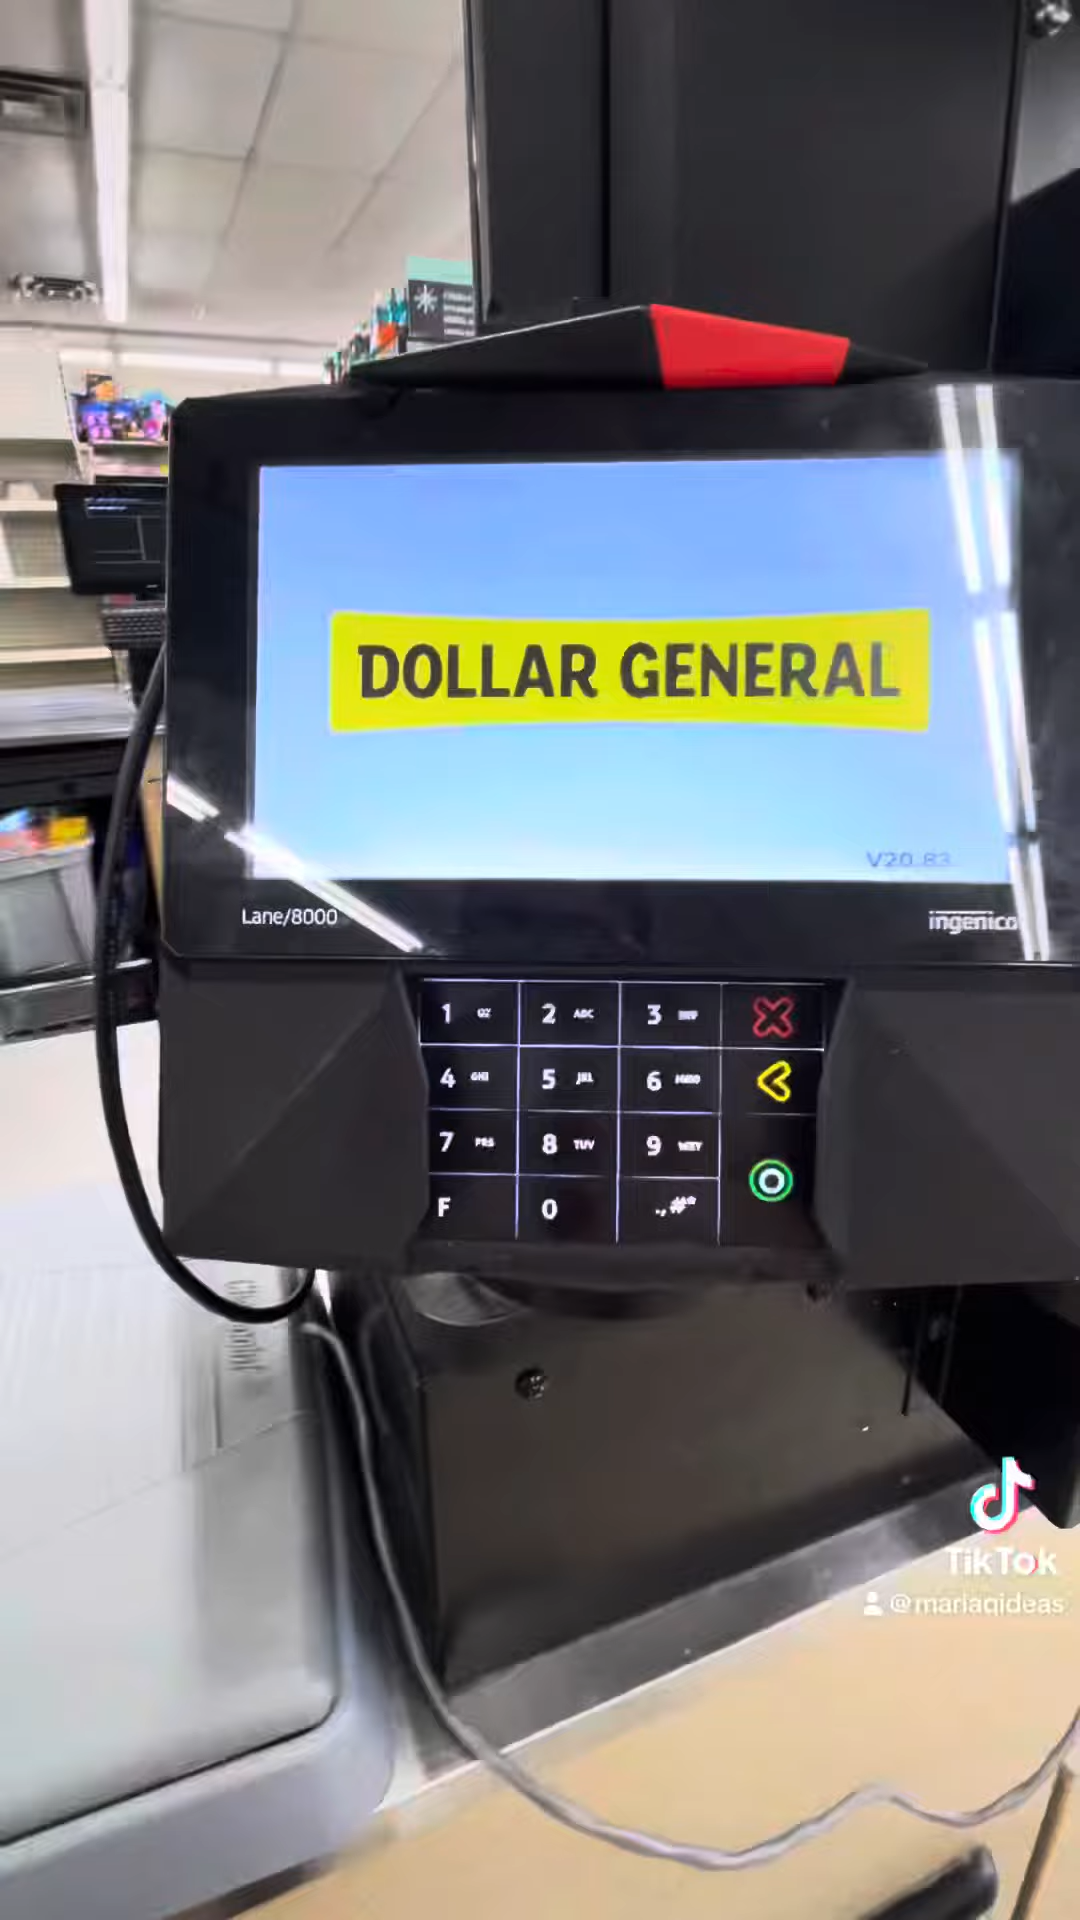 DOLLAR GENERAL
V20.83
Lane/8000
ingenico
1 QZ 2 ABC 3 DEF
4 GHI 5 JKL 6 MNO
7 PRS 8 TUV 9 WXY
F 0 .,#*
TikTok
@mariaqideas